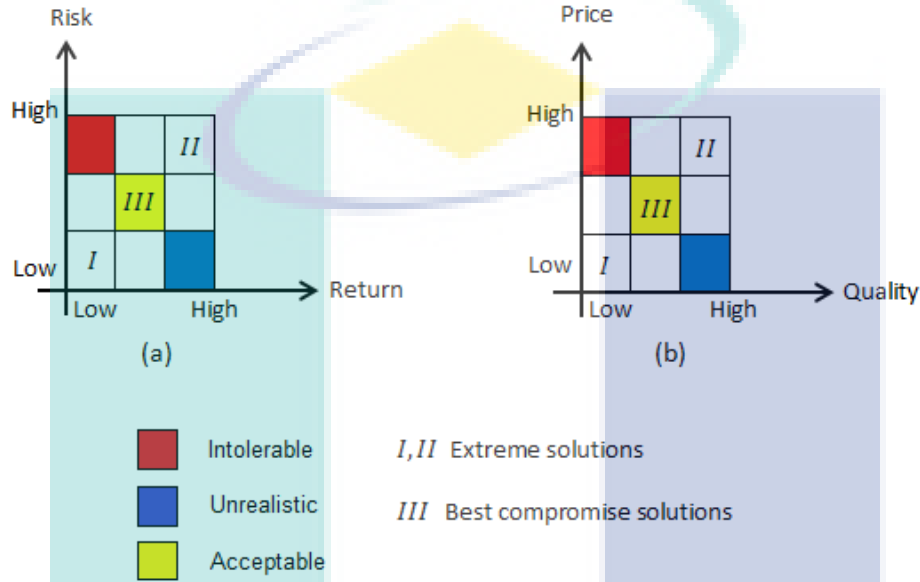 Risk
High
II
III
Low
I
Return
Low High
(a)
Price
High
II
III
Low
I
Quality
Low High
(b)
Intolerable
Unrealistic
Acceptable
I,II Extreme solutions
III Best compromise solutions